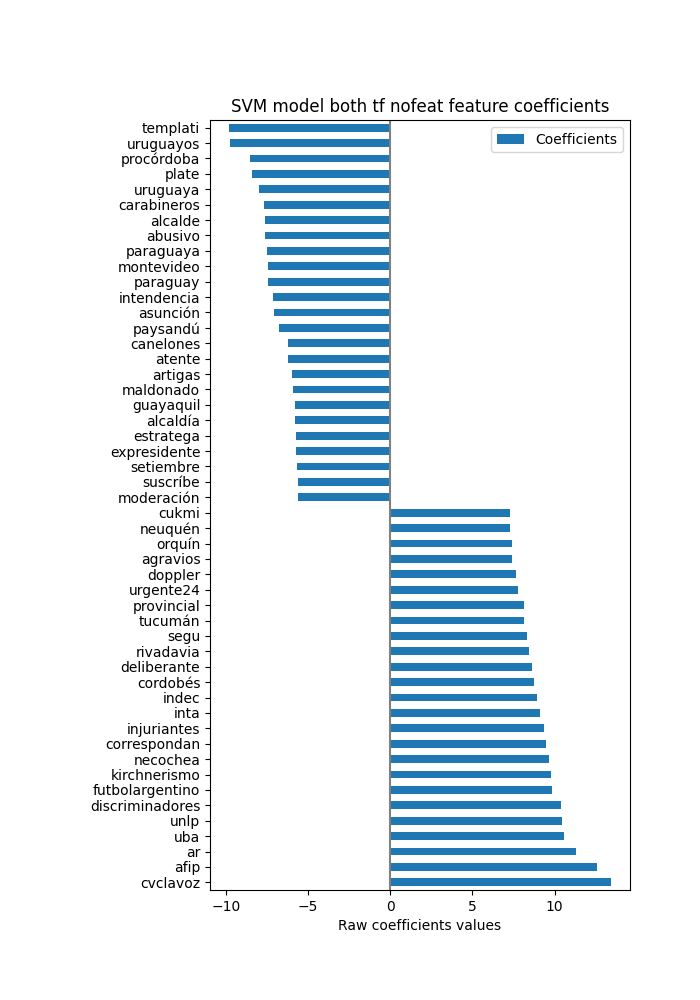 SVM model both tf nofeat feature coefficients
Coefficients
templati
uruguayos
procórdoba
plate
uruguaya
carabineros
alcalde
abusivo
paraguaya
montevideo
paraguay
intendencia
asunción
paysandú
canelones
atente
artigas
maldonado
guayaquil
alcaldía
estratega
expresidente
setiembre
suscríbe
moderación
cukmi
neuquén
orquín
agravios
doppler
urgente24
provincial
tucumán
segu
rivadavia
deliberante
cordobés
indec
inta
injuriantes
correspondan
necochea
kirchnerismo
futbolargentino
discriminadores
unlp
uba
ar
afip
cvclavoz
−10 −5 0 5 10
Raw coefficients values